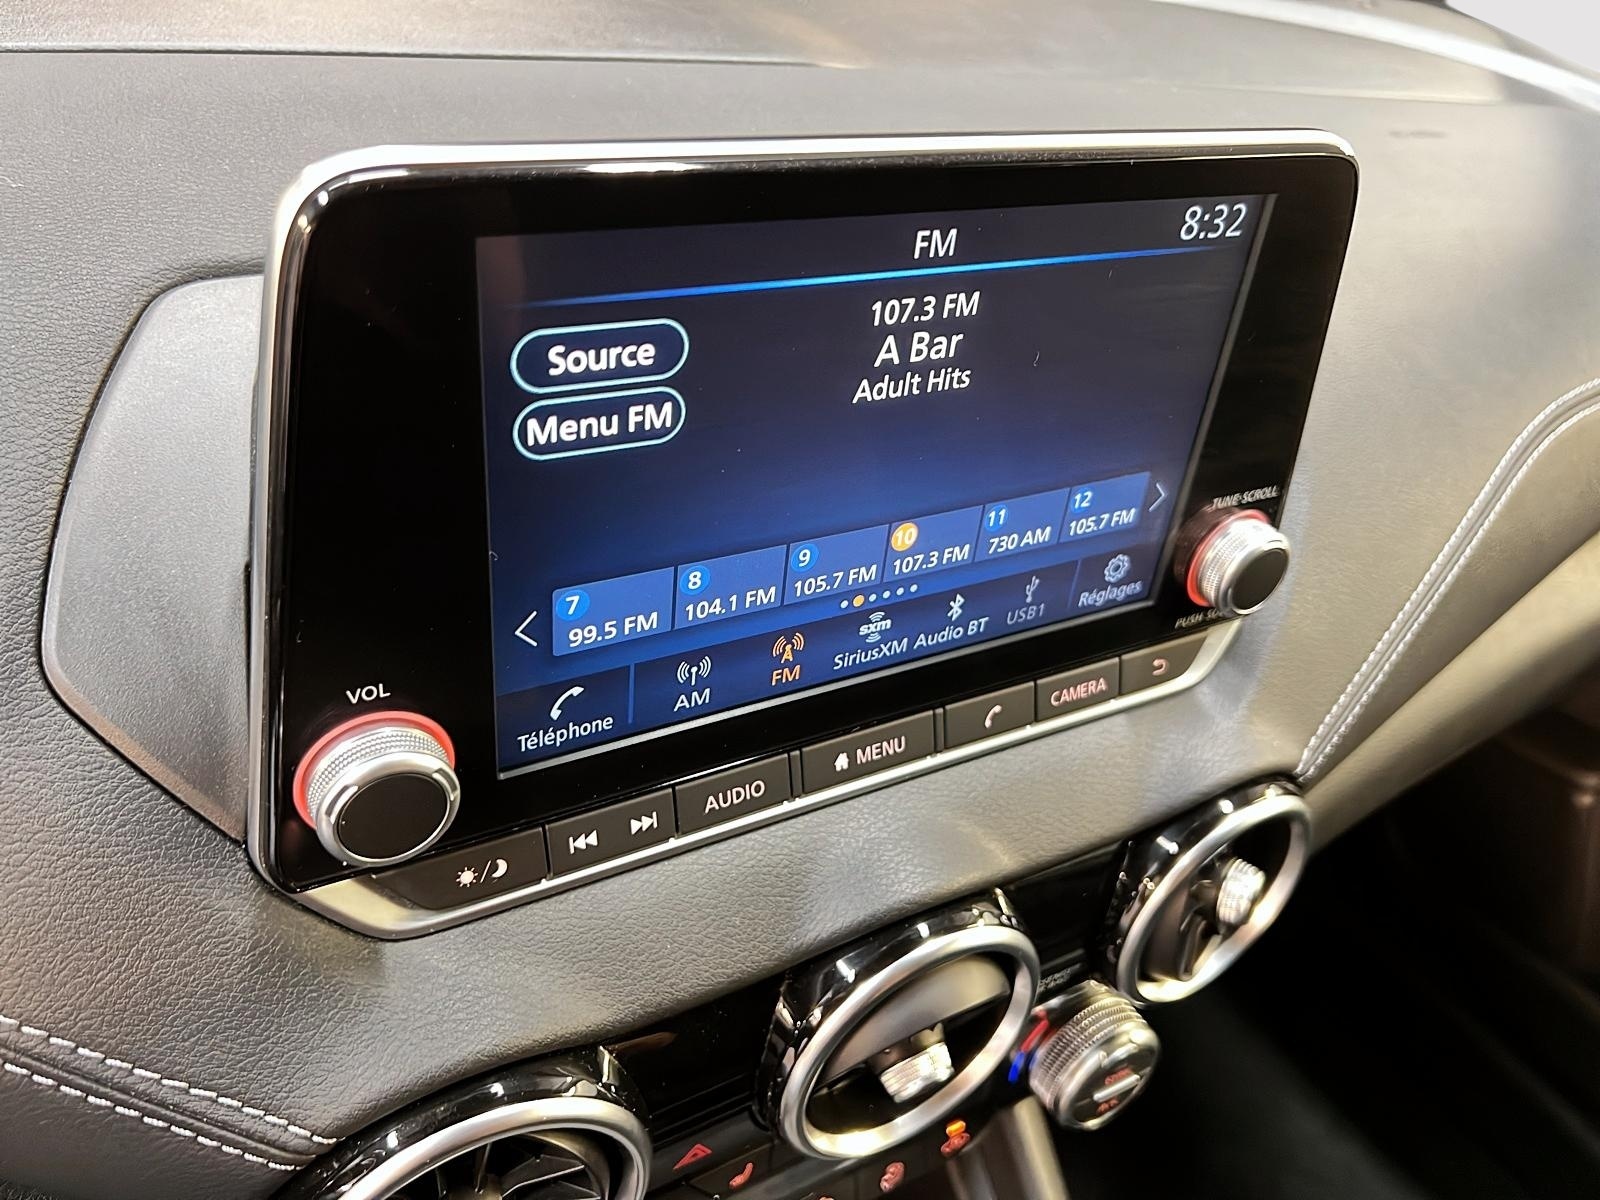 FM
8:32
107.3 FM
A Bar
Adult Hits
Source
Menu FM
7
99.5 FM
8
104.1 FM
9
105.7 FM
10
107.3 FM
11
730 AM
12
105.7 FM
Téléphone
AM
FM
sxm
SiriusXM
Audio BT
USB1
Réglages
VOL
TUNE·SCROLL
PUSH
AUDIO
MENU
CAMERA